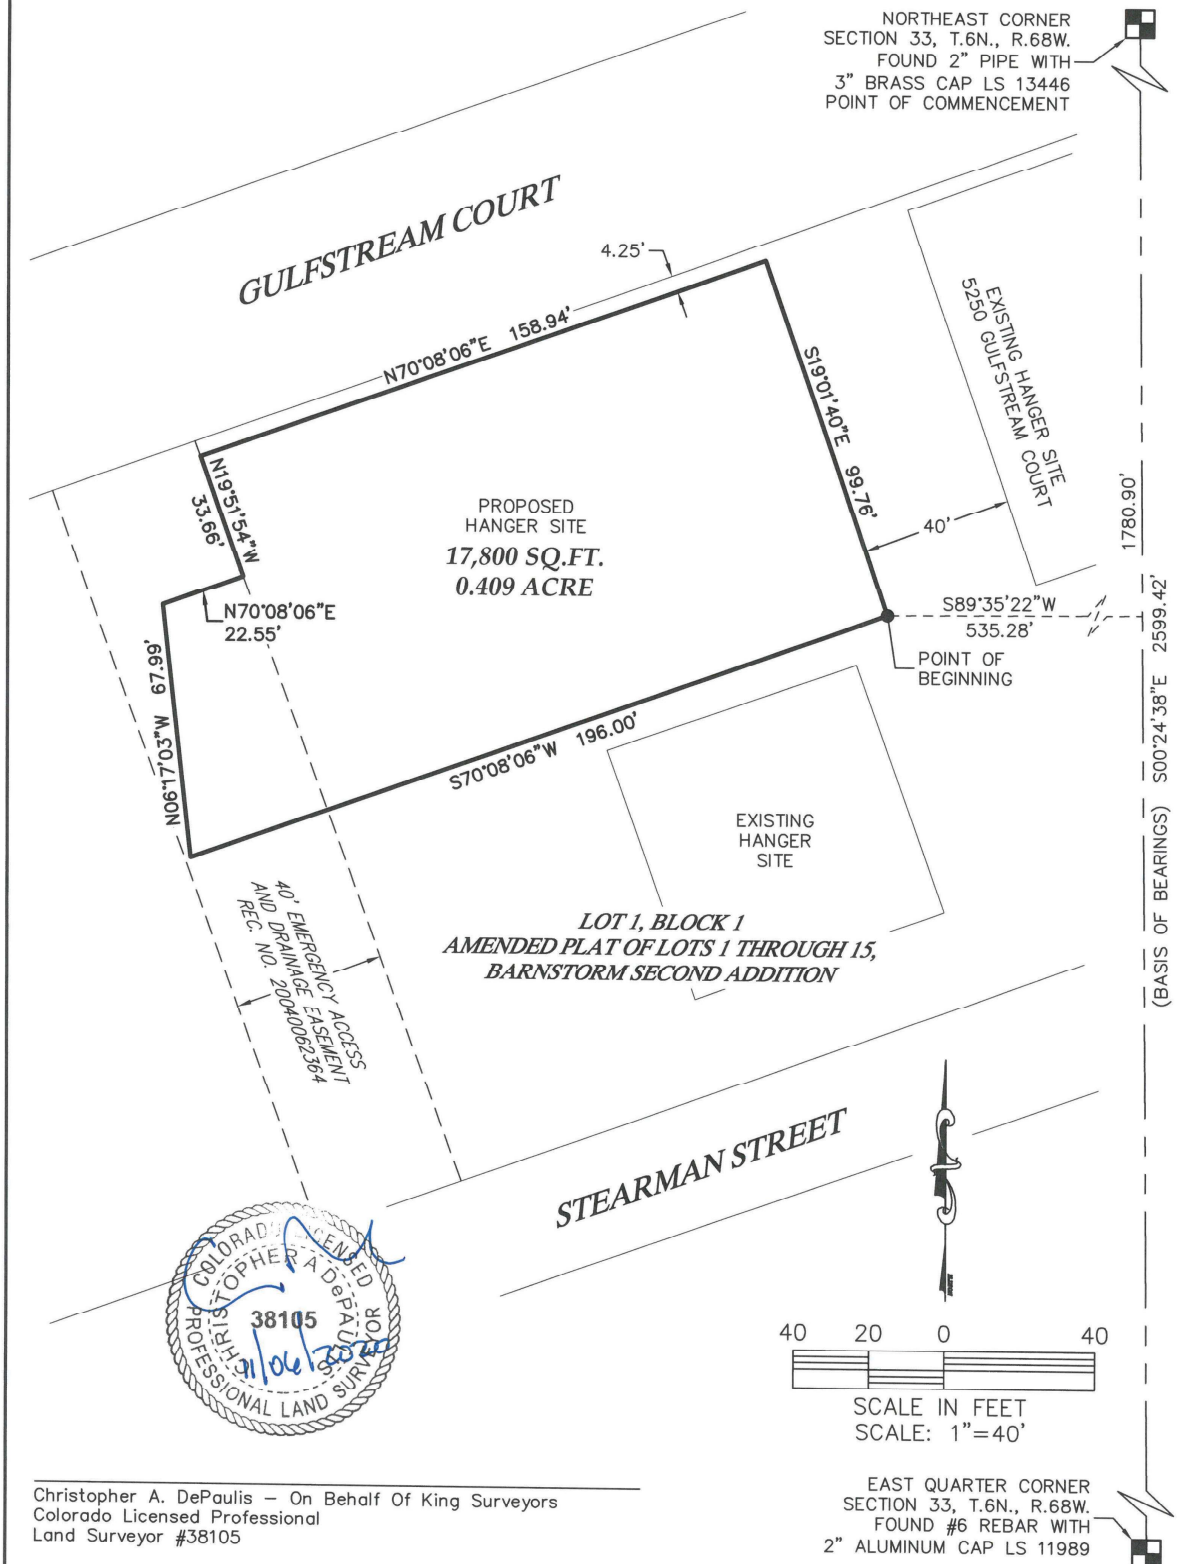 NORTHEAST CORNER
SECTION 33, T.6N., R.68W.
FOUND 2" PIPE WITH
3" BRASS CAP LS 13446
POINT OF COMMENCEMENT
GULFSTREAM COURT
4.25'
N70°08'06"E 158.94'
EXISTING HANGER SITE
5250 GULFSTREAM COURT
S19°01'40"E 99.76'
N19°51'54"W
33.66'
PROPOSED
HANGER SITE
17,800 SQ.FT.
0.409 ACRE
40'
1780.90'
N70°08'06"E
22.55'
S89°35'22"W
535.28'
POINT OF
BEGINNING
N06°17'03"W 67.99'
S70°08'06"W 196.00'
(BASIS OF BEARINGS) S00°24'38"E 2599.42'
EXISTING
HANGER
SITE
40' EMERGENCY ACCESS
AND DRAINAGE EASEMENT
REC. NO. 20040062364
LOT 1, BLOCK 1
AMENDED PLAT OF LOTS 1 THROUGH 15,
BARNSTORM SECOND ADDITION
STEARMAN STREET
COLORADO LICENSED
CHRISTOPHER A DePAULIS
38105
11/06/2020
PROFESSIONAL LAND SURVEYOR
40 20 0 40
SCALE IN FEET
SCALE: 1"=40'
Christopher A. DePaulis – On Behalf Of King Surveyors
Colorado Licensed Professional
Land Surveyor #38105
EAST QUARTER CORNER
SECTION 33, T.6N., R.68W.
FOUND #6 REBAR WITH
2" ALUMINUM CAP LS 11989